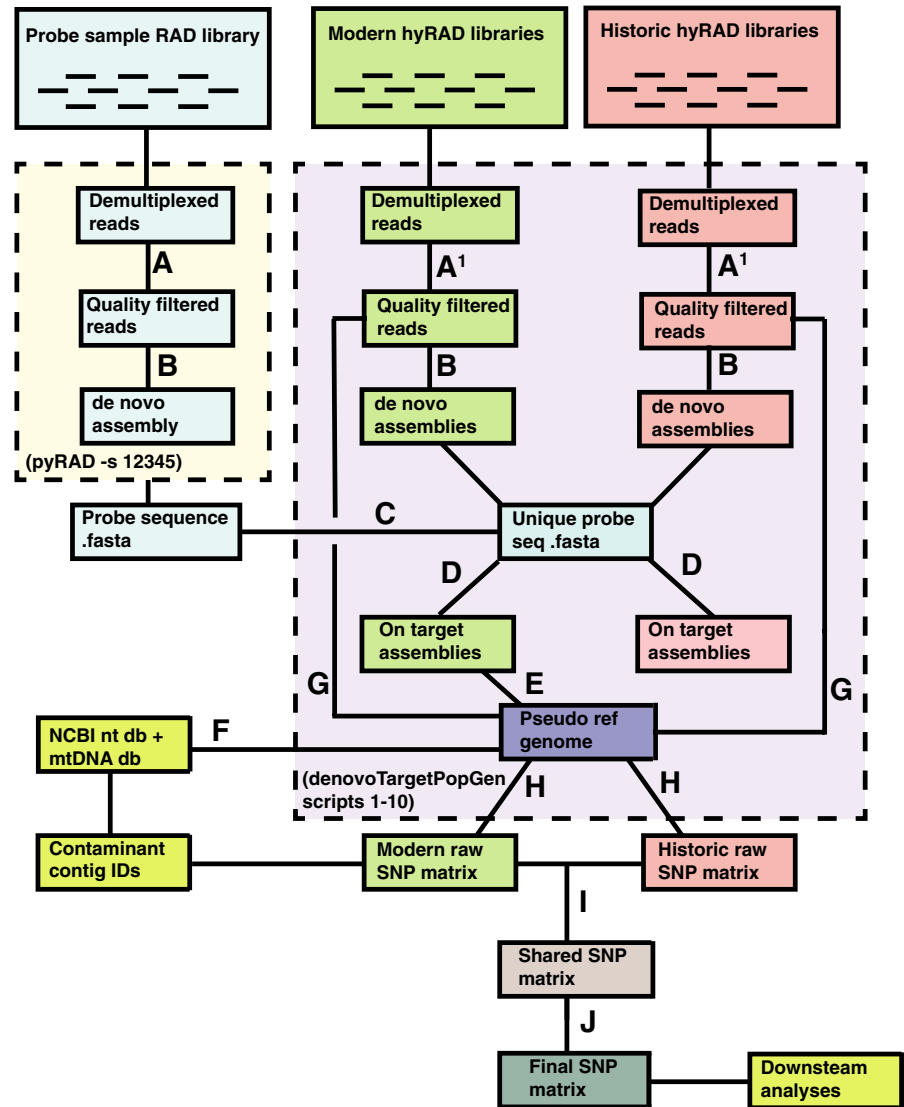 Probe sample RAD library
Modern hyRAD libraries
Historic hyRAD libraries
Demultiplexed
reads
Demultiplexed
reads
Demultiplexed
reads
A
A¹
A¹
Quality filtered
reads
Quality filtered
reads
Quality filtered
reads
B
B
B
de novo
assembly
de novo
assemblies
de novo
assemblies
(pyRAD -s 12345)
Probe sequence
.fasta
C
Unique probe
seq .fasta
D
D
On target
assemblies
On target
assemblies
G
E
G
NCBI nt db +
mtDNA db
F
Pseudo ref
genome
(denovoTargetPopGen
scripts 1-10)
H
H
Contaminant
contig IDs
Modern raw
SNP matrix
Historic raw
SNP matrix
I
Shared SNP
matrix
J
Final SNP
matrix
Downsteam
analyses